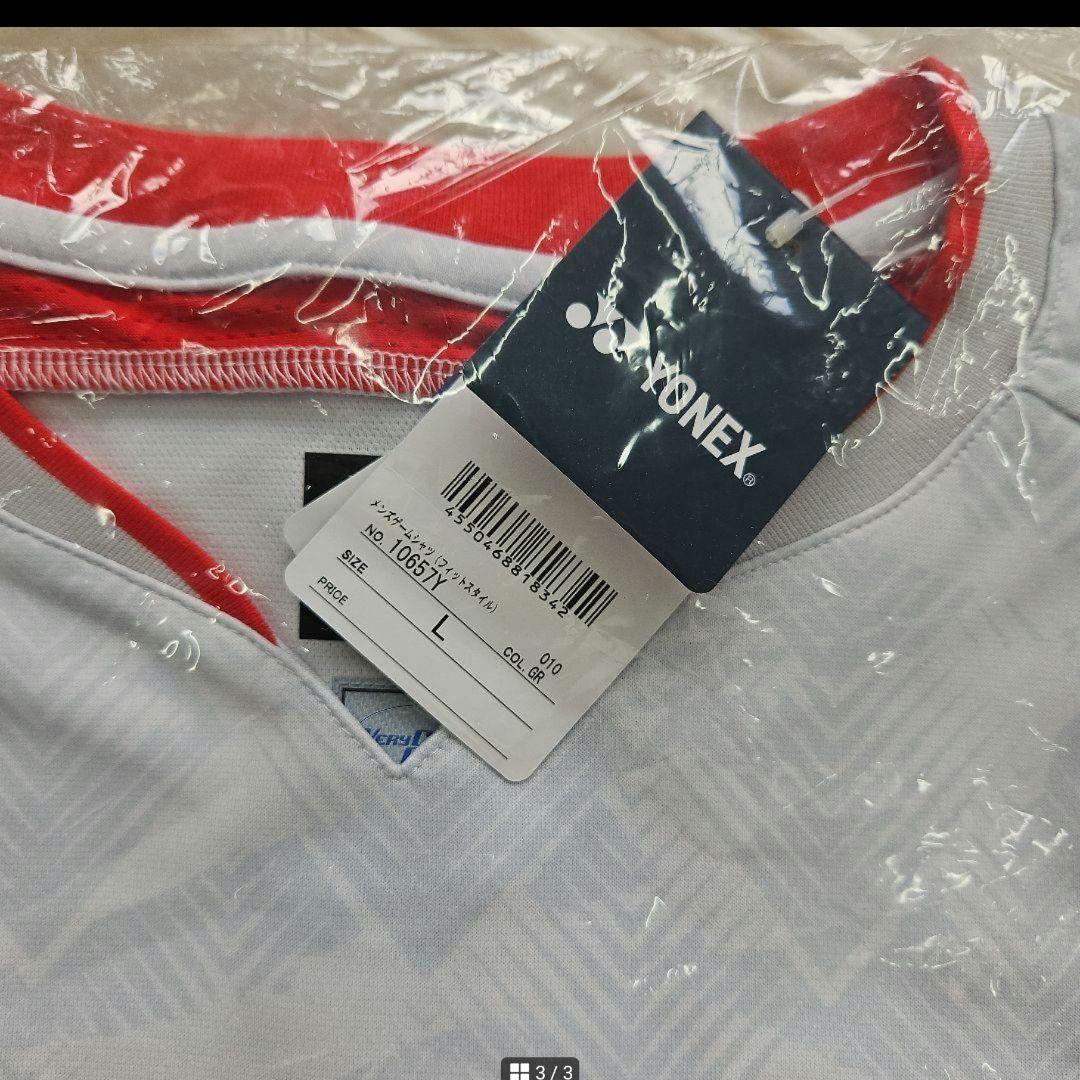 YONEX®
4550468818342
メンズゲームシャツ(フィットスタイル)
NO. 10657Y
010
SIZE L COL. GR
PRICE
VERY
3 / 3